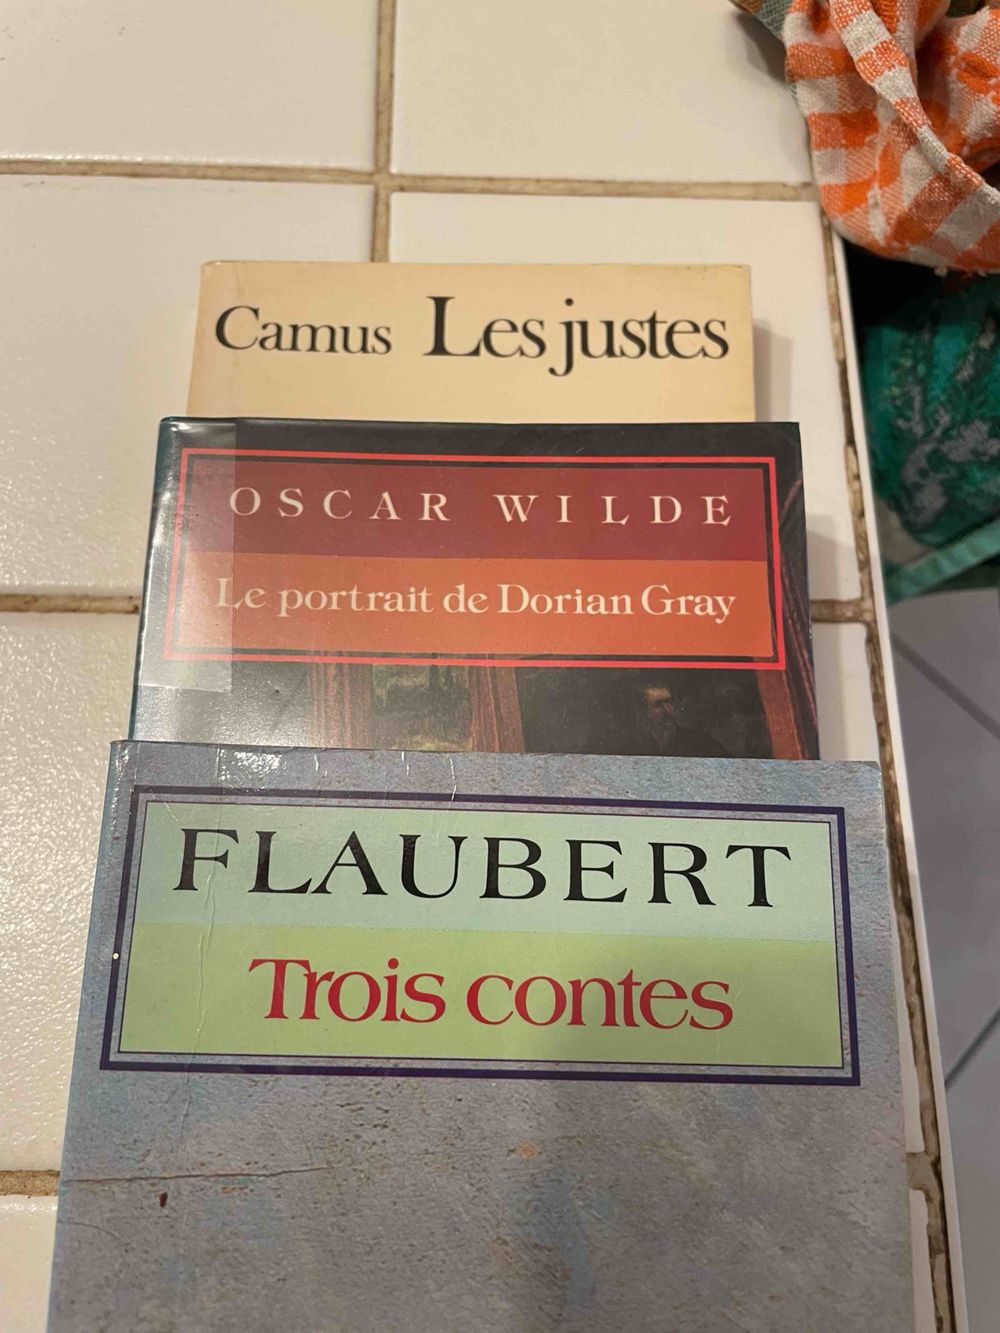 Camus Les justes
OSCAR WILDE
Le portrait de Dorian Gray
FLAUBERT
Trois contes